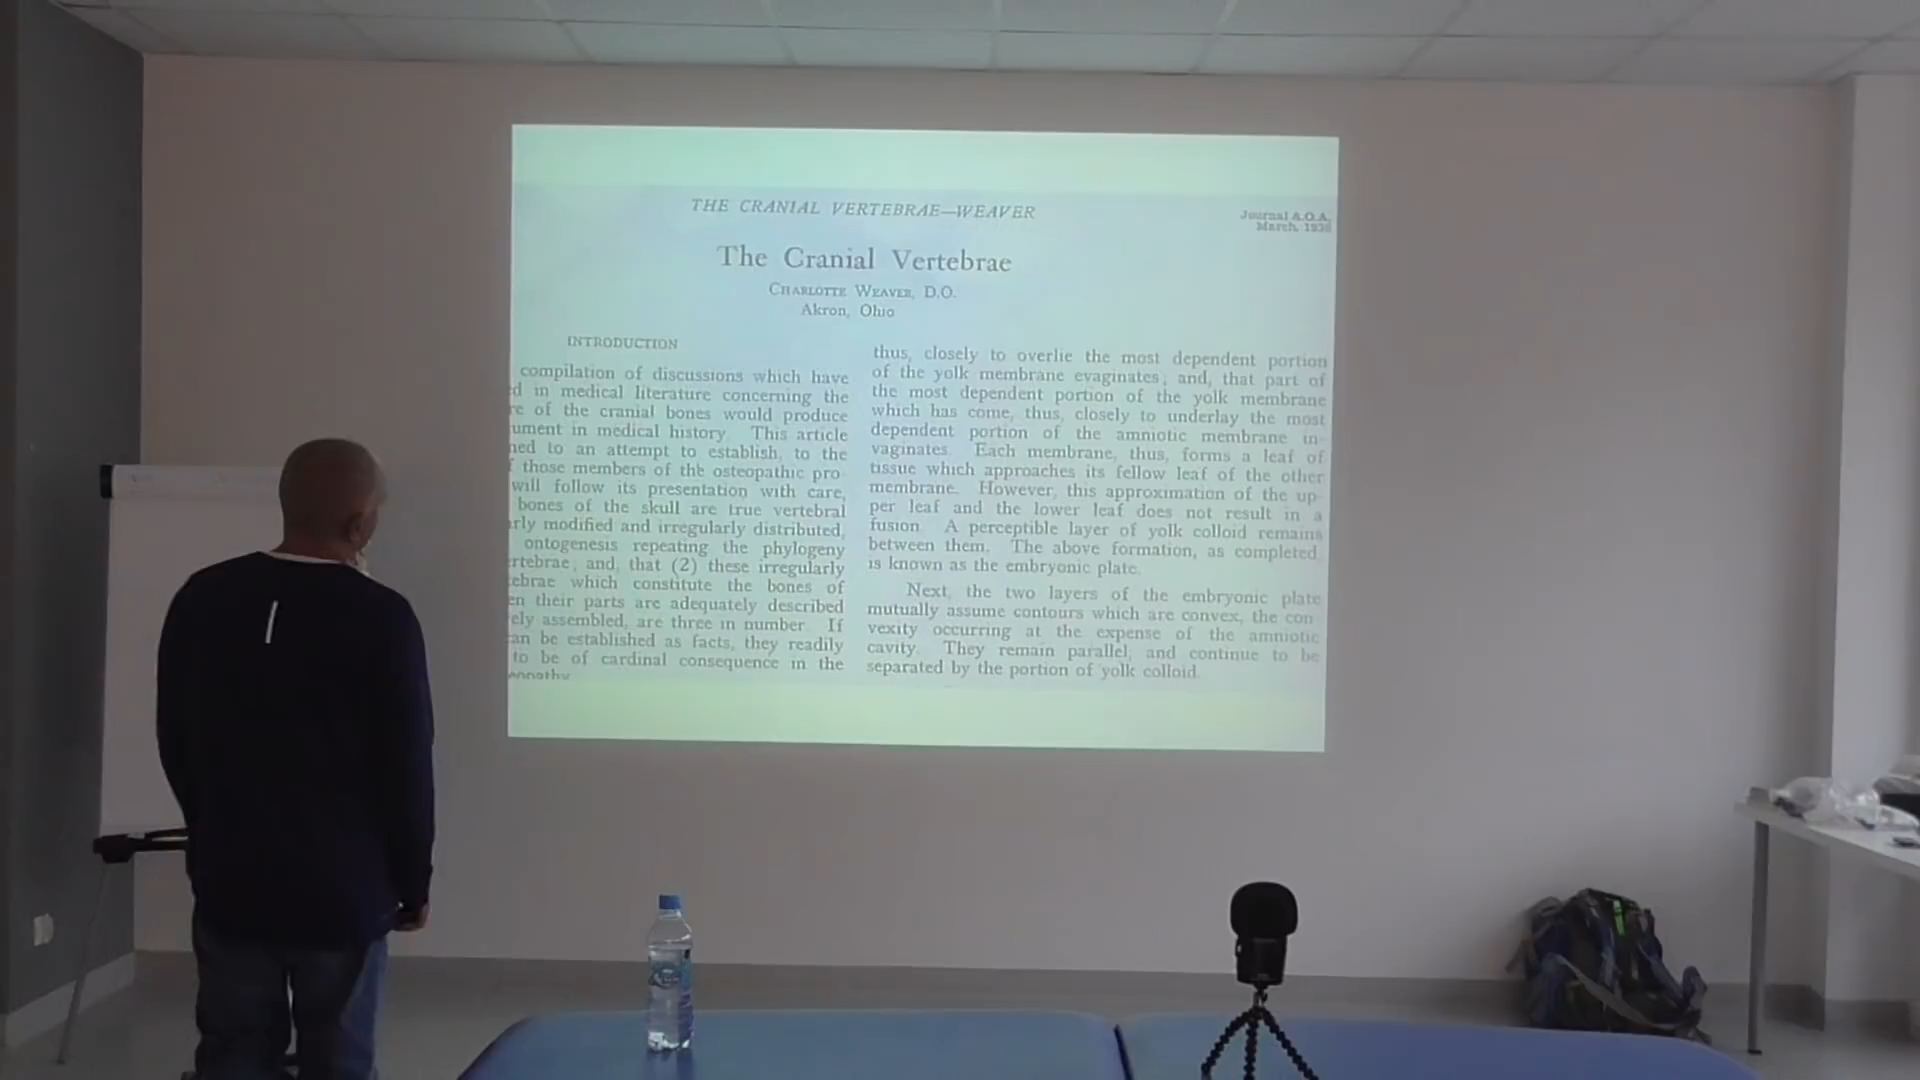 THE CRANIAL VERTEBRAE—WEAVER
Journal A.O.A.
March, 1936
The Cranial Vertebrae
CHARLOTTE WEAVER, D.O.
Akron, Ohio
INTRODUCTION
compilation of discussions which have
d in medical literature concerning the
re of the cranial bones would produce
ument in medical history. This article
ned to an attempt to establish, to the
f those members of the osteopathic pro-
will follow its presentation with care,
bones of the skull are true vertebral
arly modified and irregularly distributed,
ontogenesis repeating the phylogeny
ertebrae, and, that (2) these irregularly
ebrae which constitute the bones of
en their parts are adequately described
ely assembled, are three in number. If
can be established as facts, they readily
to be of cardinal consequence in the
thus, closely to overlie the most dependent portion
of the yolk membrane evaginates; and, that part of
the most dependent portion of the yolk membrane
which has come, thus, closely to underlay the most
dependent portion of the amniotic membrane in-
vaginates. Each membrane, thus, forms a leaf of
tissue which approaches its fellow leaf of the other
membrane. However, this approximation of the up-
per leaf and the lower leaf does not result in a
fusion. A perceptible layer of yolk colloid remains
between them. The above formation, as completed,
is known as the embryonic plate.
Next, the two layers of the embryonic plate
mutually assume contours which are convex, the con-
vexity occurring at the expense of the amniotic
cavity. They remain parallel, and continue to be
separated by the portion of yolk colloid.